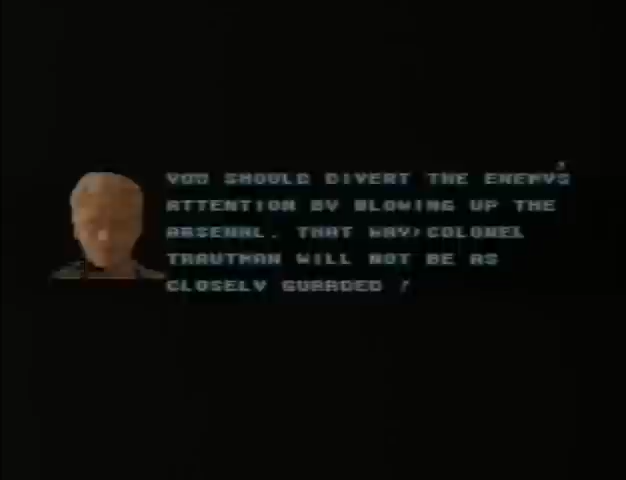 YOU SHOULD DIVERT THE ENEMY'S
ATTENTION BY BLOWING UP THE
ARSENAL. THAT WAY, COLONEL
TRAUTMAN WILL NOT BE AS
CLOSELY GUARDED !